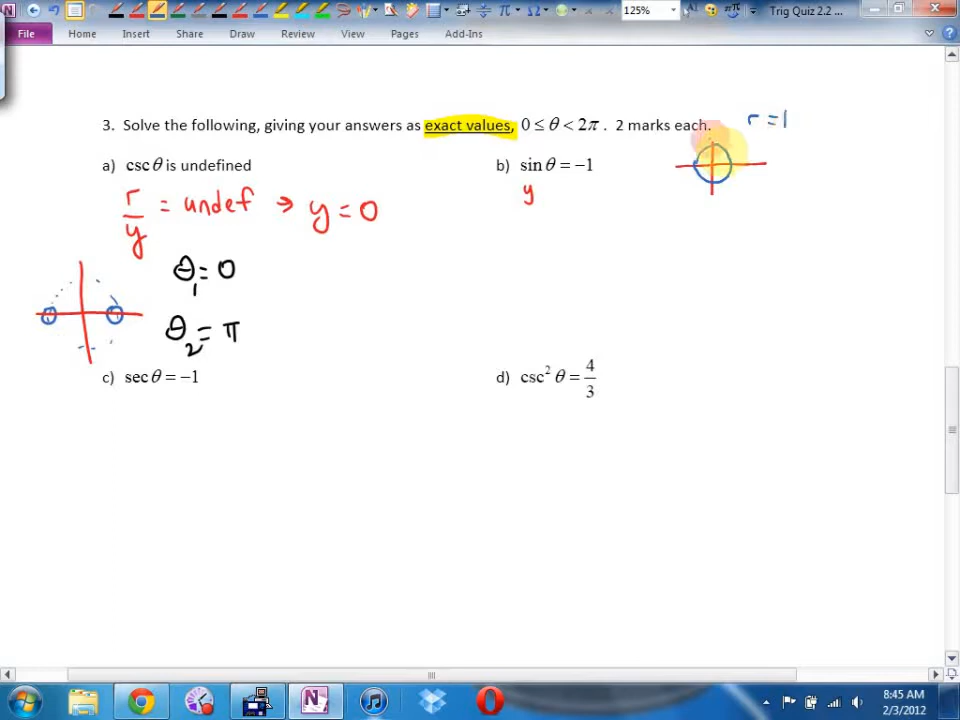 125%
Trig Quiz 2.2 ...
File Home Insert Share Draw Review View Pages Add-Ins
3. Solve the following, giving your answers as exact values, 0 ≤ θ < 2π . 2 marks each.
r = 1
a) csc θ is undefined
b) sin θ = −1
r/y = undef ⇒ y = 0
y
θ₁ = 0
θ₂ = π
c) sec θ = −1
d) csc² θ = 4/3
8:45 AM
2/3/2012